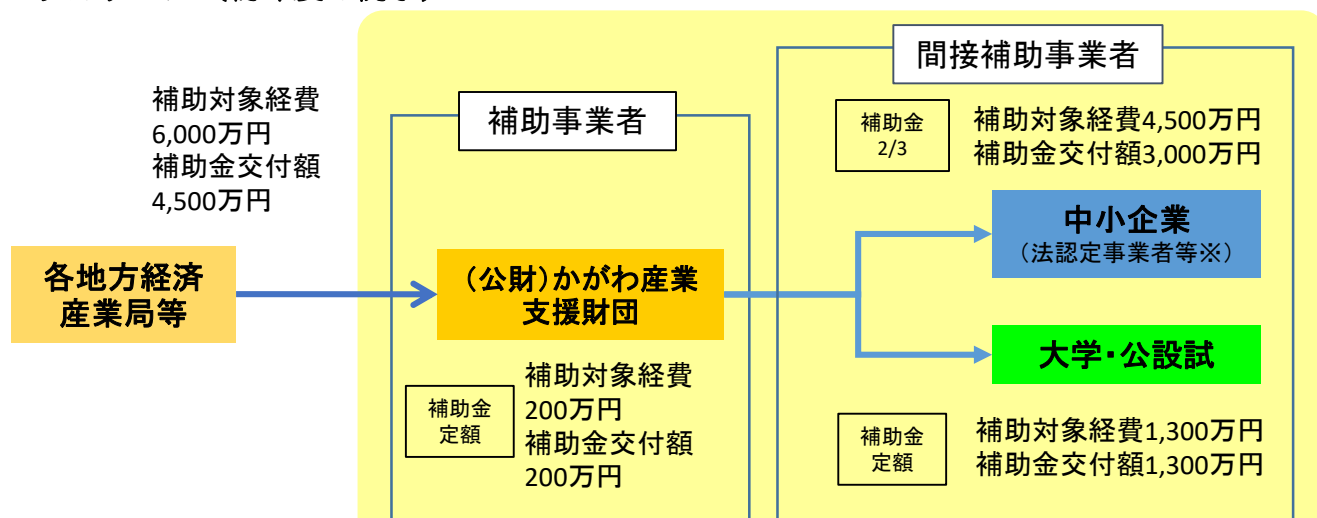 間接補助事業者
補助対象経費
6,000万円
補助金交付額
4,500万円
補助事業者
補助金
2/3
補助対象経費4,500万円
補助金交付額3,000万円
各地方経済
産業局等
(公財)かがわ産業
支援財団
中小企業
(法認定事業者等※)
大学・公設試
補助金
定額
補助対象経費
200万円
補助金交付額
200万円
補助金
定額
補助対象経費1,300万円
補助金交付額1,300万円